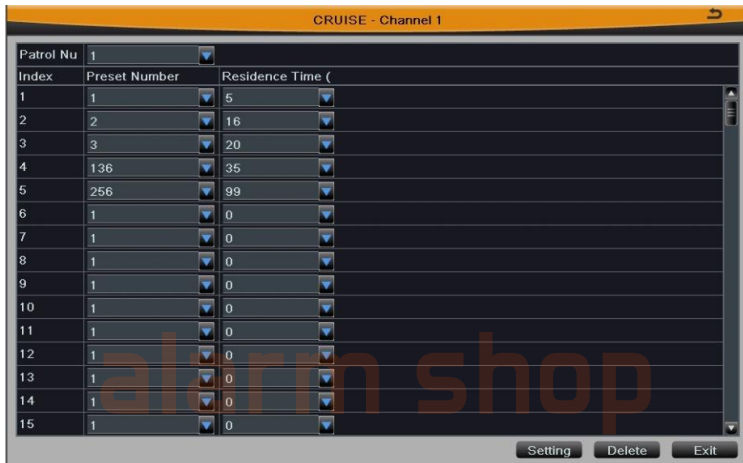 CRUISE - Channel 1
Patrol Nu 1
Index Preset Number Residence Time (
1 1 5
2 2 16
3 3 20
4 136 35
5 256 99
6 1 0
7 1 0
8 1 0
9 1 0
10 1 0
11 1 0
12 1 0
13 1 0
14 1 0
15 1 0
alarm shop
Setting Delete Exit